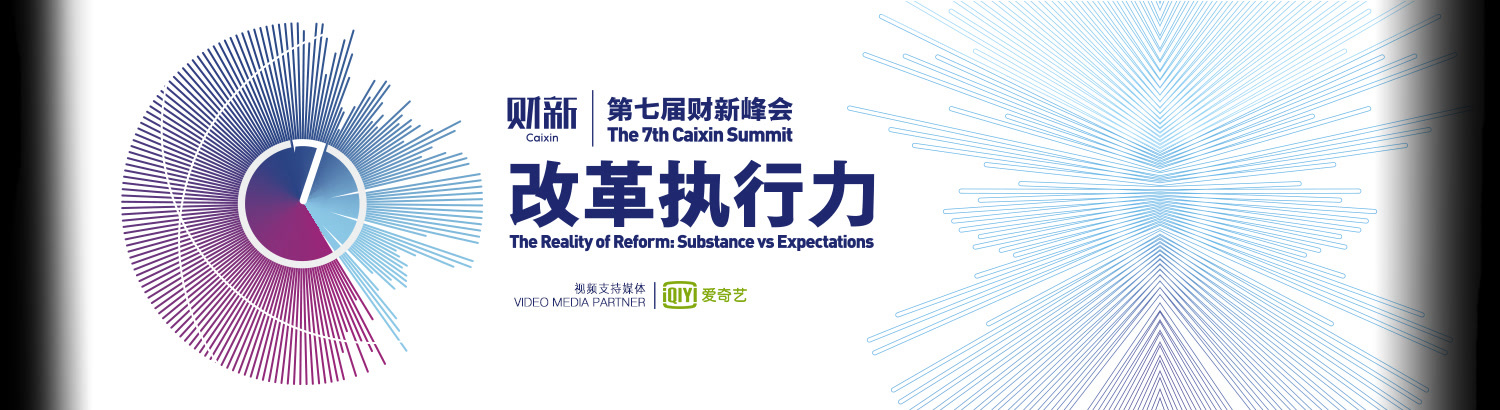 财新
Caixin
第七届财新峰会
The 7th Caixin Summit
改革执行力
The Reality of Reform: Substance vs Expectations
视频支持媒体
VIDEO MEDIA PARTNER
iQIYI 爱奇艺